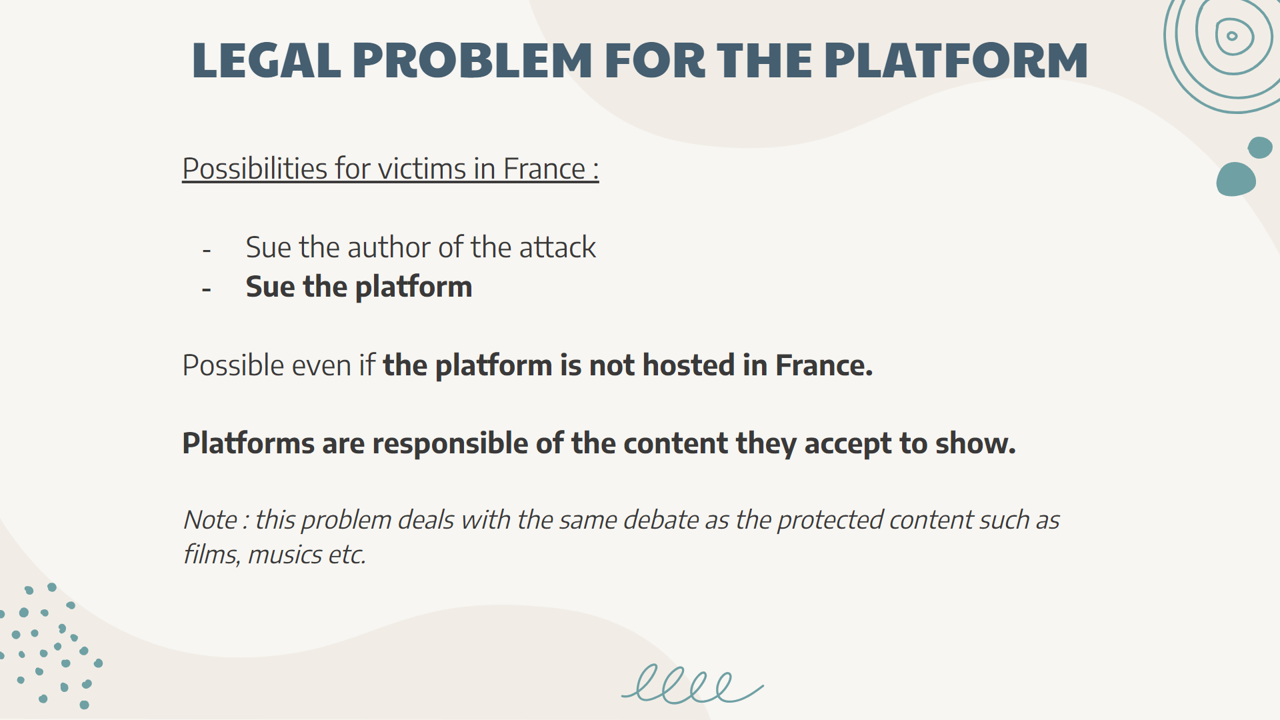 LEGAL PROBLEM FOR THE PLATFORM
Possibilities for victims in France :
- Sue the author of the attack
- Sue the platform
Possible even if the platform is not hosted in France.
Platforms are responsible of the content they accept to show.
Note : this problem deals with the same debate as the protected content such as
films, musics etc.